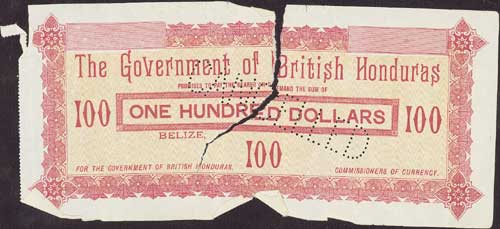 The Government of British Honduras
PROMISES TO PAY THE BEARER ON DEMAND THE SUM OF
100 ONE HUNDRED DOLLARS 100
BELIZE,
100
FOR THE GOVERNMENT OF BRITISH HONDURAS, COMMISSIONERS OF CURRENCY.
CANCELLED